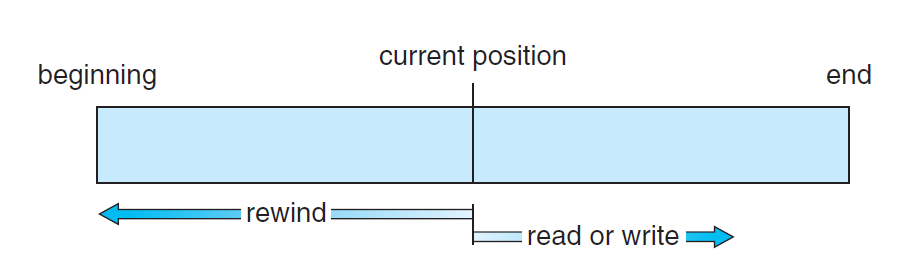 current position
beginning
end
rewind
read or write